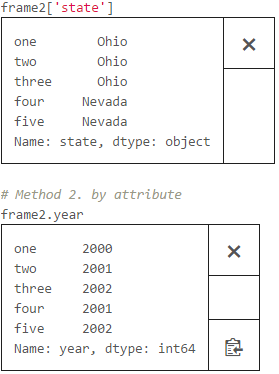 frame2['state']
one        Ohio
two        Ohio
three      Ohio
four     Nevada
five     Nevada
Name: state, dtype: object
# Method 2. by attribute
frame2.year
one      2000
two      2001
three    2002
four     2001
five     2002
Name: year, dtype: int64